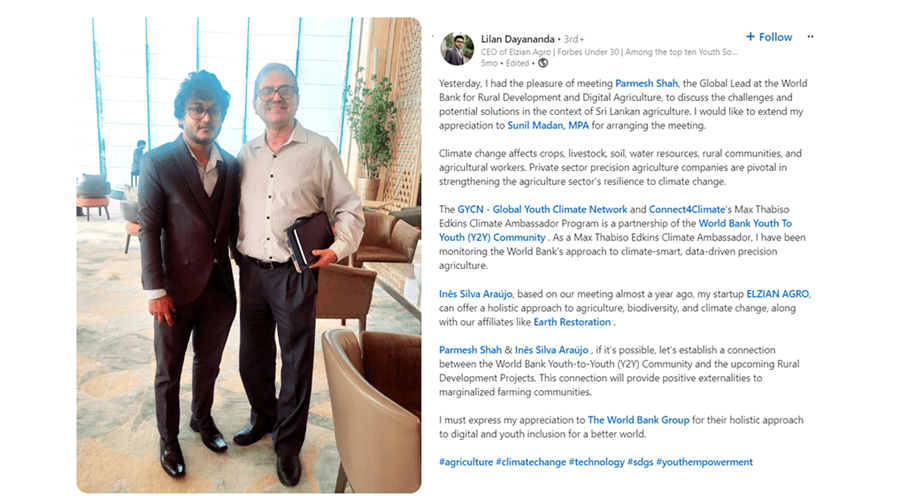 Lilan Dayananda • 3rd+
+ Follow
CEO of Elzian Agro | Forbes Under 30 | Among the top ten Youth So...
5mo • Edited •
Yesterday, I had the pleasure of meeting Parmesh Shah, the Global Lead at the World
Bank for Rural Development and Digital Agriculture, to discuss the challenges and
potential solutions in the context of Sri Lankan agriculture. I would like to extend my
appreciation to Sunil Madan, MPA for arranging the meeting.
Climate change affects crops, livestock, soil, water resources, rural communities, and
agricultural workers. Private sector precision agriculture companies are pivotal in
strengthening the agriculture sector's resilience to climate change.
The GYCN - Global Youth Climate Network and Connect4Climate's Max Thabiso
Edkins Climate Ambassador Program is a partnership of the World Bank Youth To
Youth (Y2Y) Community . As a Max Thabiso Edkins Climate Ambassador, I have been
monitoring the World Bank's approach to climate-smart, data-driven precision
agriculture.
Inês Silva Araújo, based on our meeting almost a year ago, my startup ELZIAN AGRO,
can offer a holistic approach to agriculture, biodiversity, and climate change, along
with our affiliates like Earth Restoration .
Parmesh Shah & Inês Silva Araújo , if it's possible, let's establish a connection
between the World Bank Youth-to-Youth (Y2Y) Community and the upcoming Rural
Development Projects. This connection will provide positive externalities to
marginalized farming communities.
I must express my appreciation to The World Bank Group for their holistic approach
to digital and youth inclusion for a better world.
#agriculture #climatechange #technology #sdgs #youthempowerment